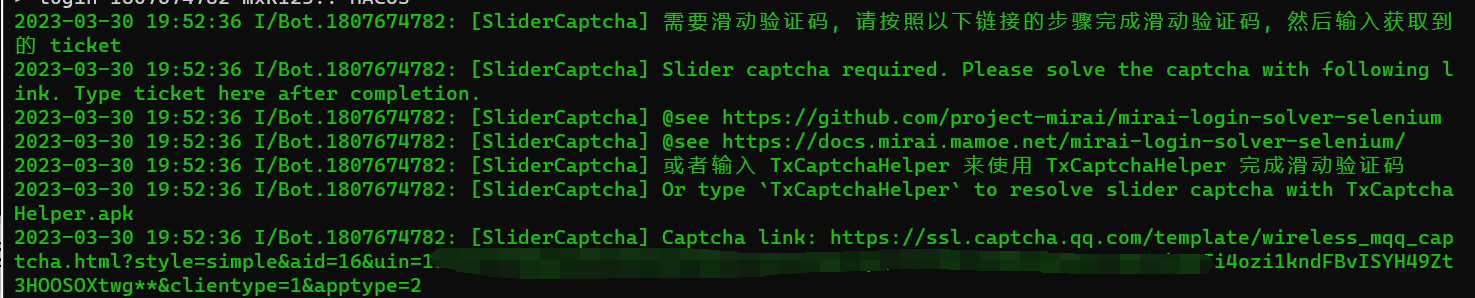 2023-03-30 19:52:36 I/Bot.1807674782: [SliderCaptcha] 需要滑动验证码, 请按照以下链接的步骤完成滑动验证码, 然后输入获取到
的 ticket
2023-03-30 19:52:36 I/Bot.1807674782: [SliderCaptcha] Slider captcha required. Please solve the captcha with following l
ink. Type ticket here after completion.
2023-03-30 19:52:36 I/Bot.1807674782: [SliderCaptcha] @see https://github.com/project-mirai/mirai-login-solver-selenium
2023-03-30 19:52:36 I/Bot.1807674782: [SliderCaptcha] @see https://docs.mirai.mamoe.net/mirai-login-solver-selenium/
2023-03-30 19:52:36 I/Bot.1807674782: [SliderCaptcha] 或者输入 TxCaptchaHelper 来使用 TxCaptchaHelper 完成滑动验证码
2023-03-30 19:52:36 I/Bot.1807674782: [SliderCaptcha] Or type `TxCaptchaHelper` to resolve slider captcha with TxCaptcha
Helper.apk
2023-03-30 19:52:36 I/Bot.1807674782: [SliderCaptcha] Captcha link: https://ssl.captcha.qq.com/template/wireless_mqq_cap
tcha.html?style=simple&aid=16&uin=1 i4ozi1kndFBvISYH49Zt
3HOOSOXtwg**&clientype=1&apptype=2